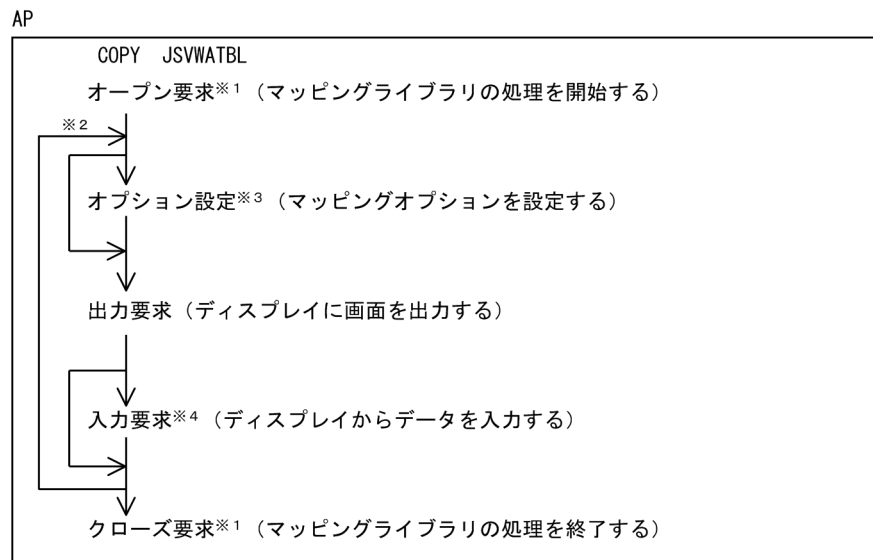 AP
COPY JSVWATBL
オープン要求※1（マッピングライブラリの処理を開始する）
※2
オプション設定※3（マッピングオプションを設定する）
出力要求（ディスプレイに画面を出力する）
入力要求※4（ディスプレイからデータを入力する）
クローズ要求※1（マッピングライブラリの処理を終了する）